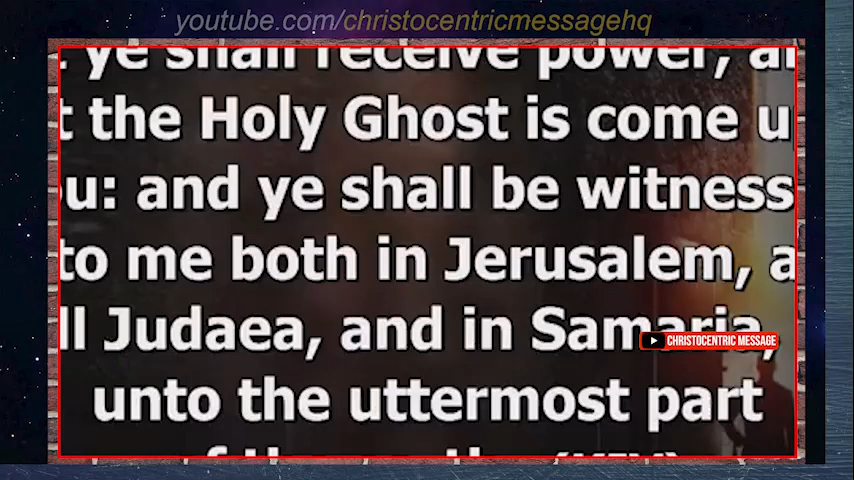 youtube.com/christocentricmessagehq
ye shall receive power,
the Holy Ghost is come
and ye shall be
to me both in Jerusalem,
Judaea, and in Samaria,
CHRISTOCENTRIC MESSAGE
unto the uttermost part